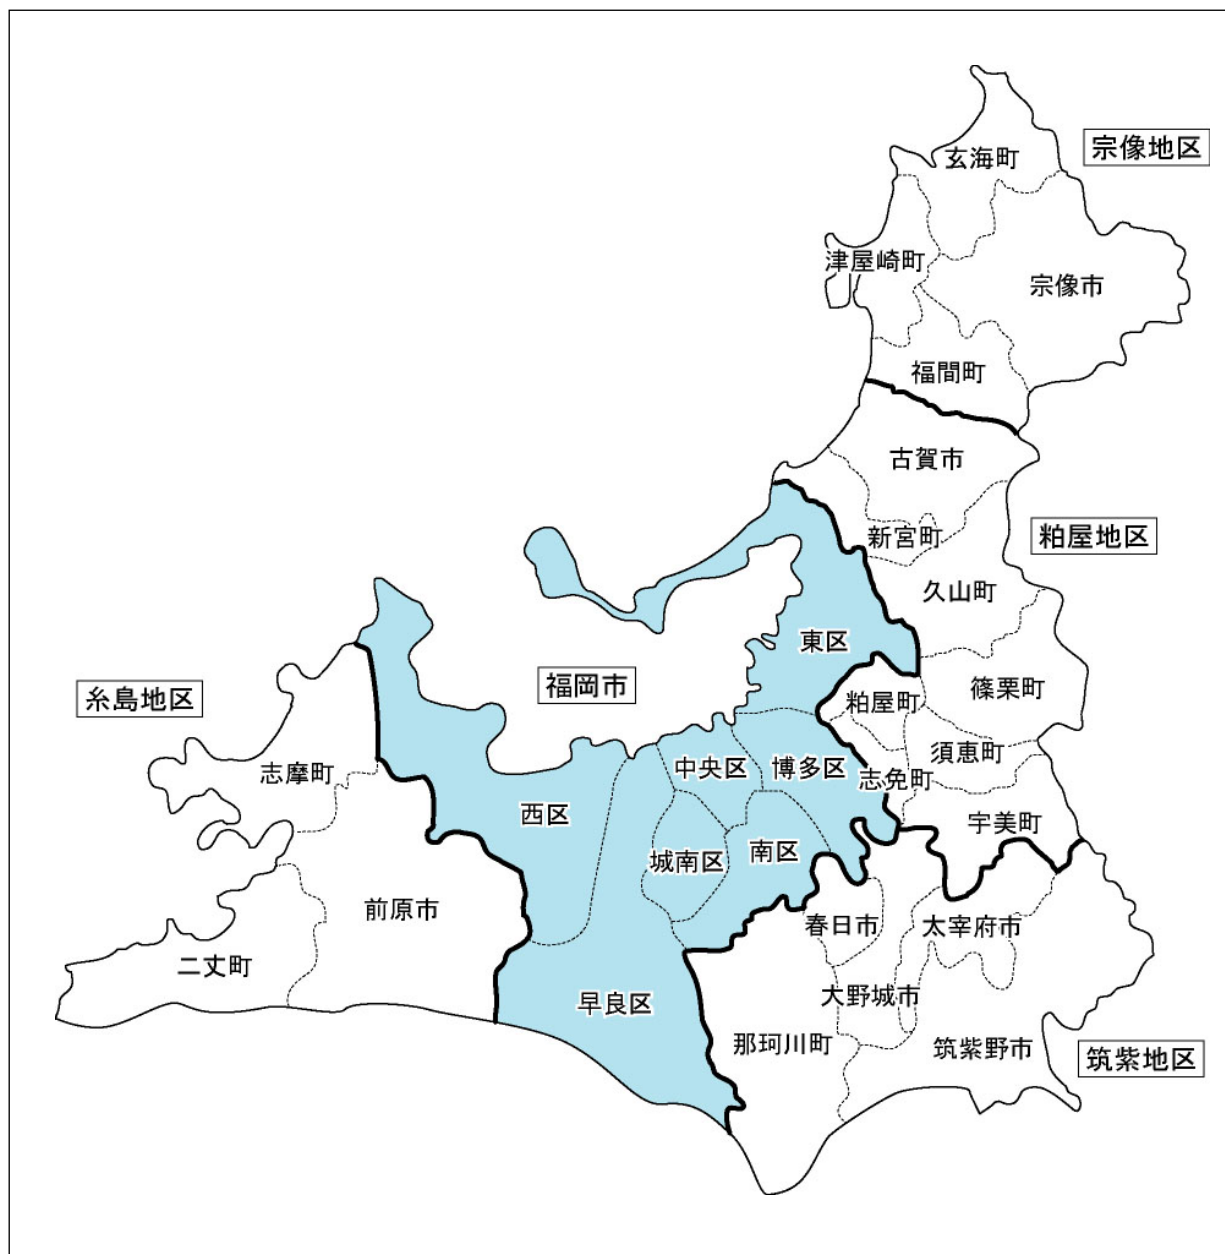 玄海町
宗像地区
津屋崎町
宗像市
福間町
古賀市
新宮町
粕屋地区
久山町
東区
糸島地区
福岡市
粕屋町
篠栗町
志摩町
中央区
博多区
志免町
須恵町
西区
宇美町
城南区
南区
前原市
春日市
太宰府市
二丈町
早良区
大野城市
那珂川町
筑紫野市
筑紫地区